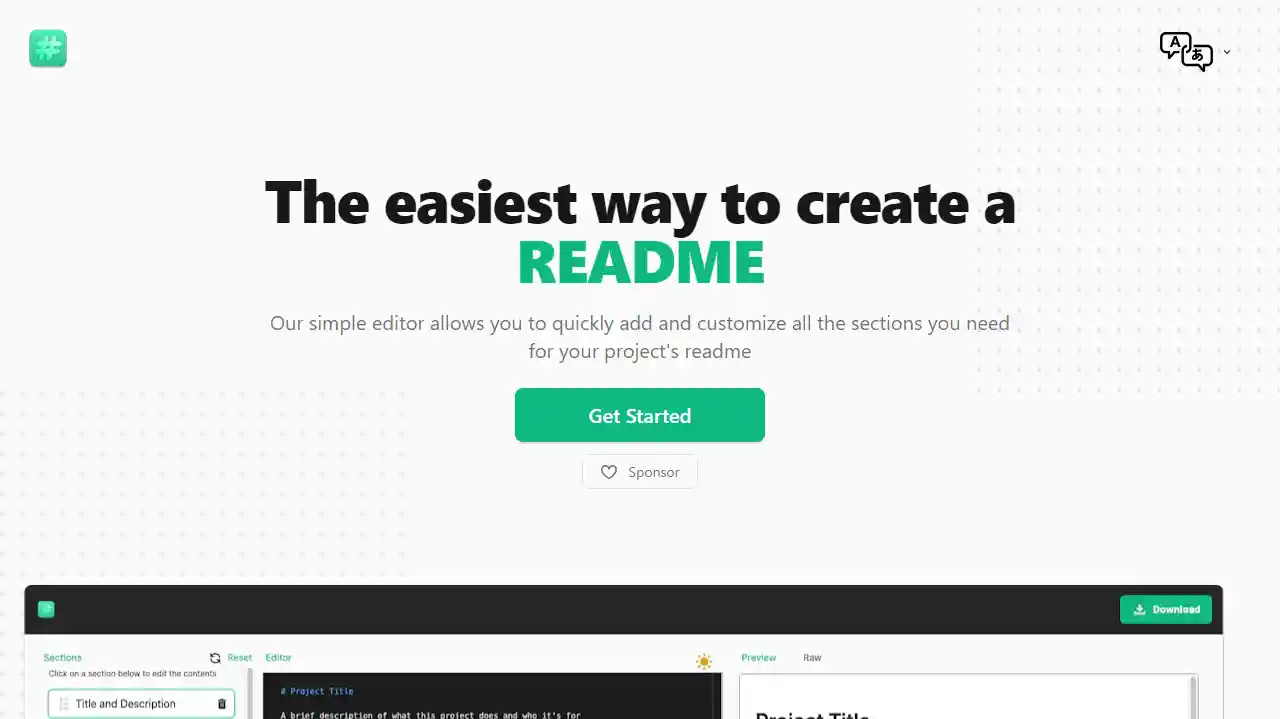 The easiest way to create a
README
Our simple editor allows you to quickly add and customize all the sections you need
for your project's readme
Get Started
Sponsor
Download
Sections
Reset
Editor
Preview
Raw
Click on a section below to edit the contents
Title and Description
# Project Title
A brief description of what this project does and who it's for
Project Title
A あ